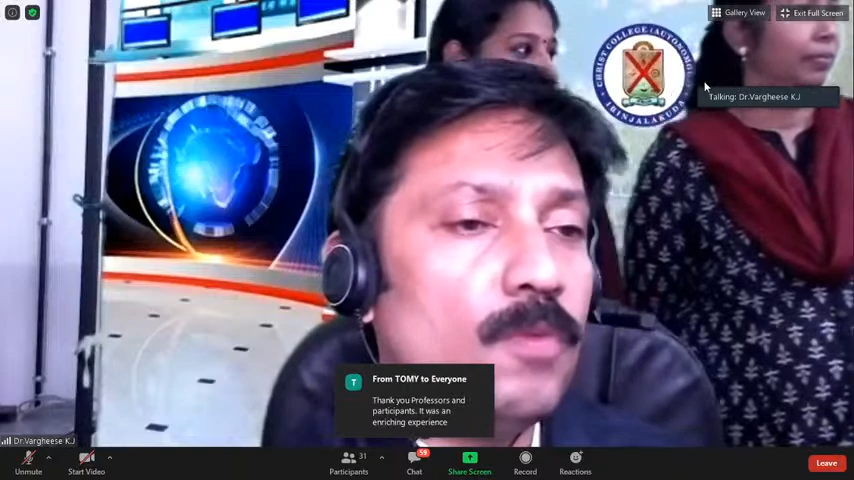 Gallery View
Exit Full Screen
CHRIST COLLEGE (AUTONOMOUS)
IRINJALAKUDA
Talking: Dr.Vargheese K.J
T
From TOMY to Everyone
Thank you Professors and
participants. It was an
enriching experience
Dr.Vargheese K.J
Unmute
Start Video
Participants
31
Chat
59
Share Screen
Record
Reactions
Leave